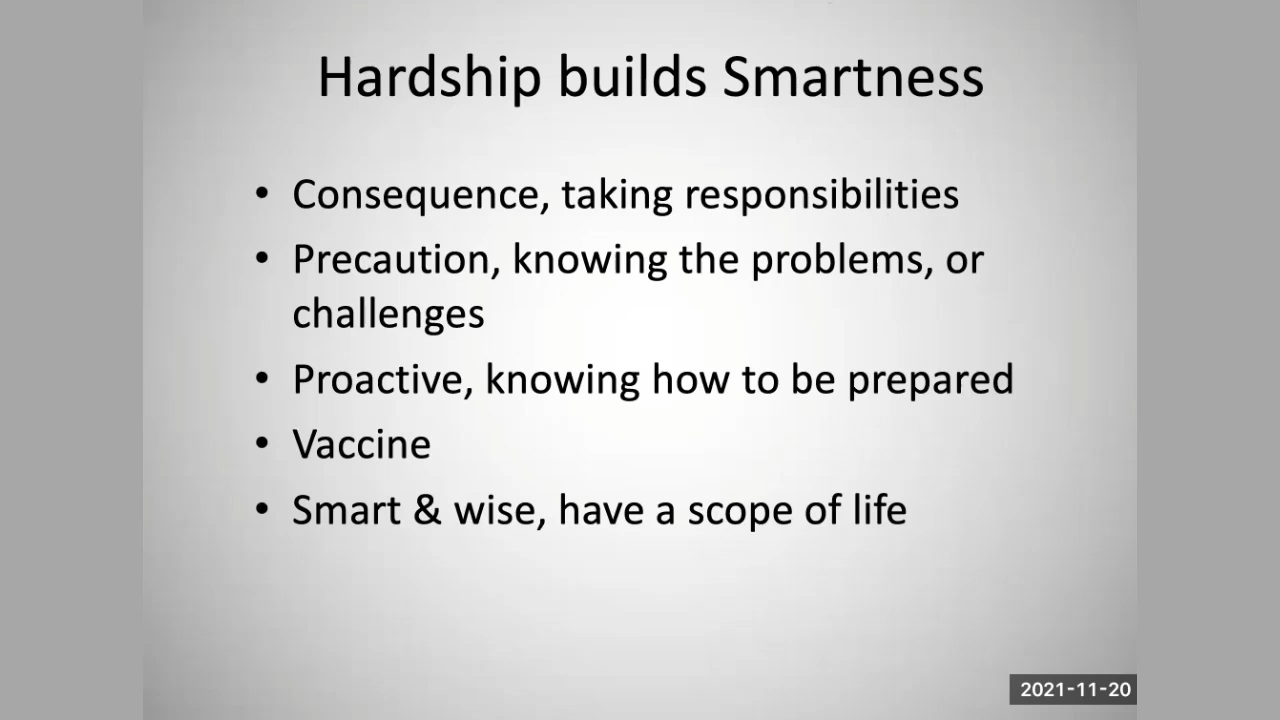 Hardship builds Smartness
• Consequence, taking responsibilities
• Precaution, knowing the problems, or
challenges
• Proactive, knowing how to be prepared
• Vaccine
• Smart & wise, have a scope of life
2021-11-20